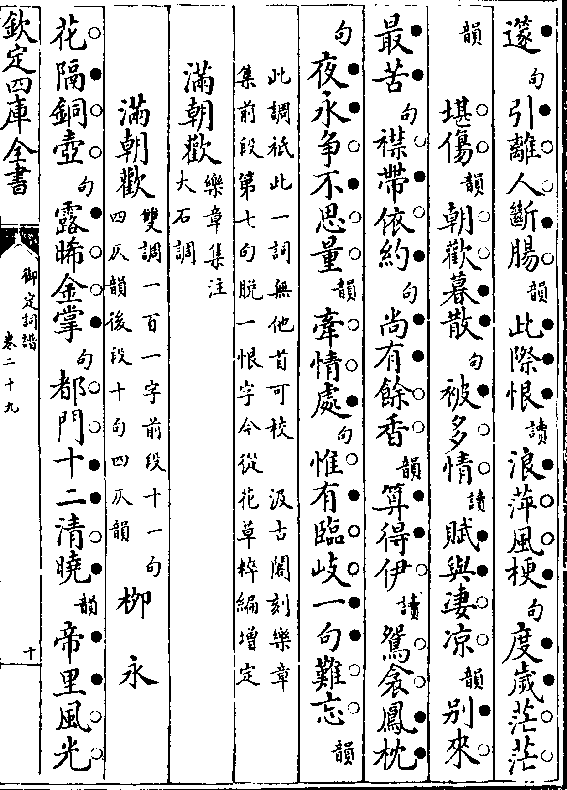 邃句引離人斷腸韻此際恨讀浪萍風梗句度歲茫茫
韻堪傷韻朝歡暮散句被多情讀賦與凄凉韻别來
最苦句襟帶依約句尚有餘香韻算得伊讀鴛衾鳳枕
句夜永爭不思量韻牽情處句惟有臨岐一句難忘韻
此調祇此一詞無他首可校 汲古閣刻樂章
集前段第七句脱一恨字今從花草粹編增定
滿朝歡樂章集注
大石調
滿朝歡雙調一百一字前段十一句
四仄韻後段十句四仄韻 柳永
花隔銅壺句露晞金掌句都門十二清曉韻帝里風光
欽定四庫全書
御定詞譜
卷二十九
十